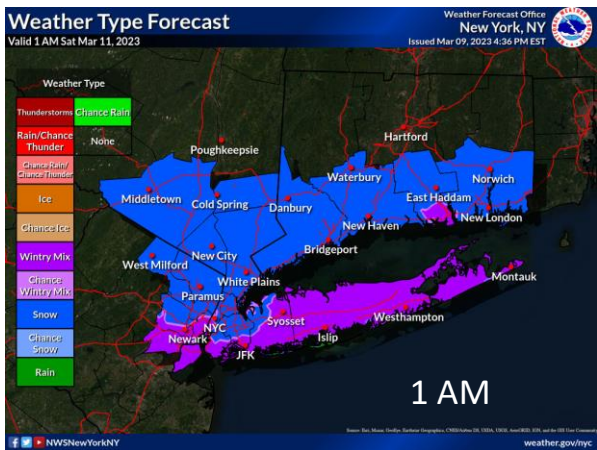 Weather Type Forecast
Valid 1 AM Sat Mar 11, 2023
Weather Forecast Office
New York, NY
Issued Mar 09, 2023 4:36 PM EST
Weather Type
Thunderstorms
Chance Rain
Rain/Chance
Thunder
None
Chance Rain/
Chance Thunder
Ice
Chance Ice
Wintry Mix
Chance
Wintry Mix
Snow
Chance
Snow
Rain
Poughkeepsie
Hartford
Waterbury
Norwich
Middletown
Cold Spring
Danbury
East Haddam
New London
New Haven
Bridgeport
New City
West Milford
White Plains
Paramus
Montauk
NYC
Syosset
Westhampton
Newark
Islip
JFK
1 AM
NWSNewYorkNY
weather.gov/nyc